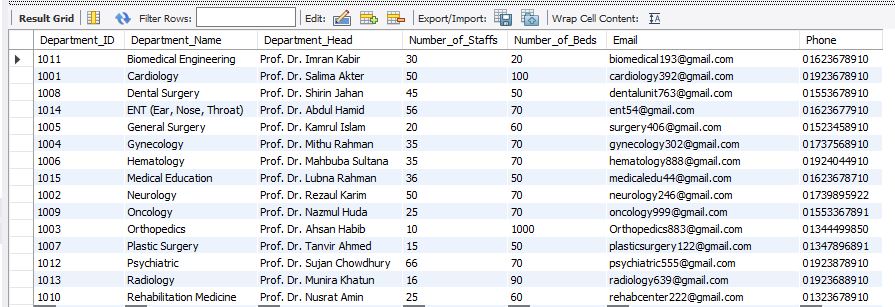 Result Grid Filter Rows: Edit: Export/Import: Wrap Cell Content: IA
Department_ID Department_Name Department_Head Number_of_Staffs Number_of_Beds Email Phone
1011 Biomedical Engineering Prof. Dr. Imran Kabir 30 20 biomedical193@gmail.com 01623678910
1001 Cardiology Prof. Dr. Salima Akter 50 100 cardiology392@gmail.com 01923678910
1008 Dental Surgery Prof. Dr. Shirin Jahan 45 50 dentalunit763@gmail.com 01553678910
1014 ENT (Ear, Nose, Throat) Prof. Dr. Abdul Hamid 56 70 ent54@gmail.com 01623677910
1005 General Surgery Prof. Dr. Kamrul Islam 20 60 surgery406@gmail.com 01523458910
1004 Gynecology Prof. Dr. Mithu Rahman 35 70 gynecology302@gmail.com 01737568910
1006 Hematology Prof. Dr. Mahbuba Sultana 35 70 hematology888@gmail.com 01924044910
1015 Medical Education Prof. Dr. Lubna Rahman 36 50 medicaledu44@gmail.com 01623678710
1002 Neurology Prof. Dr. Rezaul Karim 50 70 neurology246@gmail.com 01739895922
1009 Oncology Prof. Dr. Nazmul Huda 25 70 oncology999@gmail.com 01553367891
1003 Orthopedics Prof. Dr. Ahsan Habib 10 1000 Orthopedics883@gmail.com 01344499850
1007 Plastic Surgery Prof. Dr. Tanvir Ahmed 15 50 plasticsurgery122@gmail.com 01347896891
1012 Psychiatric Prof. Dr. Sujan Chowdhury 66 70 psychiatric555@gmail.com 01923878910
1013 Radiology Prof. Dr. Munira Khatun 16 90 radiology639@gmail.com 01923688910
1010 Rehabilitation Medicine Prof. Dr. Nusrat Amin 25 60 rehabcenter222@gmail.com 01323678910